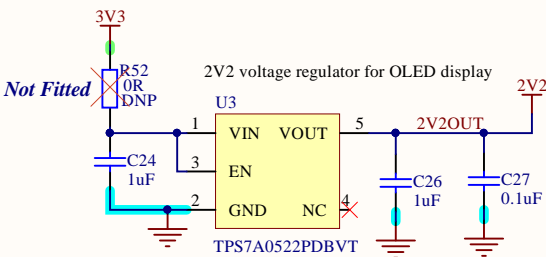 3V3
R52
0R
DNP
Not Fitted
2V2 voltage regulator for OLED display
2V2
U3
1
VIN
VOUT
5
2V2OUT
3
EN
C24
1uF
2
GND
NC
4
C26
1uF
C27
0.1uF
TPS7A0522PDBVT